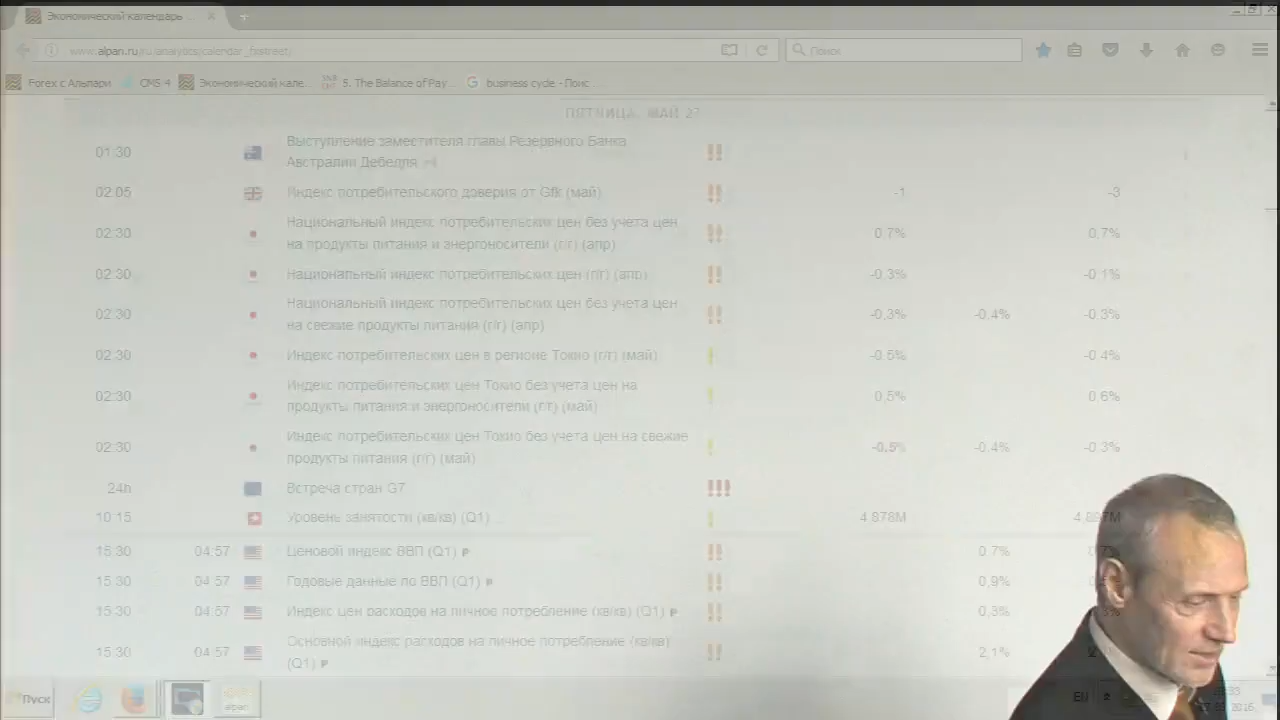 Экономический календарь
www.alpari.ru/ru/analytics/calendar_fxstreet/
Поиск
Forex с Альпари CMS 4 Экономический кале... 5. The Balance of Pay... business cycle - Поис...
ПЯТНИЦА, МАЙ 27
01:30 Выступление заместителя главы Резервного Банка
Австралии Дебелля
02:05 Индекс потребительского доверия от Gfk (май) -1 -3
Национальный индекс потребительских цен без учета цен
02:30 0,7% 0,7%
на продукты питания и энергоносители (г/г) (апр)
02:30 Национальный индекс потребительских цен (г/г) (апр) -0,3% -0,1%
Национальный индекс потребительских цен без учета цен
02:30 -0,3% -0,4% -0,3%
на свежие продукты питания (г/г) (апр)
02:30 Индекс потребительских цен в регионе Токио (г/г) (май) -0,5% -0,4%
Индекс потребительских цен Токио без учета цен на
02:30 0,5% 0,6%
продукты питания и энергоносители (г/г) (май)
Индекс потребительских цен Токио без учета цен на свежие
02:30 -0,5% -0,4% -0,3%
продукты питания (г/г) (май)
24h Встреча стран G7
10:15 Уровень занятости (кв/кв) (Q1) 4,878M
15:30 04:57 Ценовой индекс ВВП (Q1) P 0,7%
15:30 04:57 Годовые данные по ВВП (Q1) P 0,9%
15:30 04:57 Индекс цен расходов на личное потребление (кв/кв) (Q1) P 0,3%
Основной индекс расходов на личное потребление (кв/кв)
15:30 04:57 2,1%
(Q1) P
Пуск alpari EN